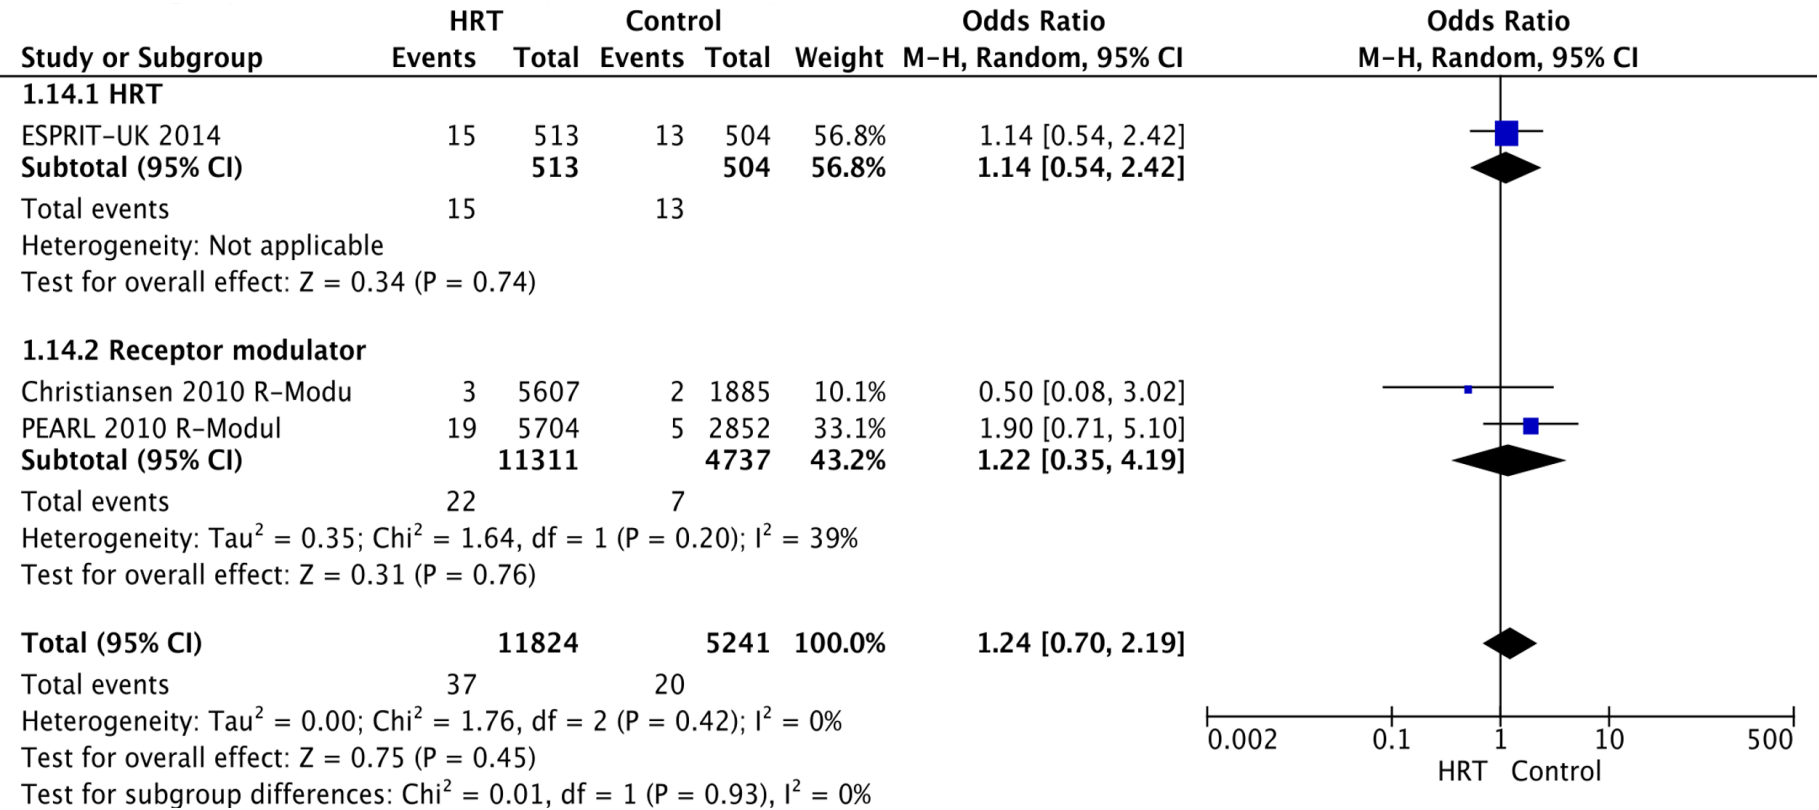 HRT Control Odds Ratio Odds Ratio
Study or Subgroup Events Total Events Total Weight M-H, Random, 95% CI M-H, Random, 95% CI
1.14.1 HRT
ESPRIT-UK 2014 15 513 13 504 56.8% 1.14 [0.54, 2.42]
Subtotal (95% CI) 513 504 56.8% 1.14 [0.54, 2.42]
Total events 15 13
Heterogeneity: Not applicable
Test for overall effect: Z = 0.34 (P = 0.74)
1.14.2 Receptor modulator
Christiansen 2010 R-Modu 3 5607 2 1885 10.1% 0.50 [0.08, 3.02]
PEARL 2010 R-Modul 19 5704 5 2852 33.1% 1.90 [0.71, 5.10]
Subtotal (95% CI) 11311 4737 43.2% 1.22 [0.35, 4.19]
Total events 22 7
Heterogeneity: Tau² = 0.35; Chi² = 1.64, df = 1 (P = 0.20); I² = 39%
Test for overall effect: Z = 0.31 (P = 0.76)
Total (95% CI) 11824 5241 100.0% 1.24 [0.70, 2.19]
Total events 37 20
Heterogeneity: Tau² = 0.00; Chi² = 1.76, df = 2 (P = 0.42); I² = 0%
Test for overall effect: Z = 0.75 (P = 0.45)
Test for subgroup differences: Chi² = 0.01, df = 1 (P = 0.93), I² = 0%
0.002 0.1 1 10 500
HRT Control